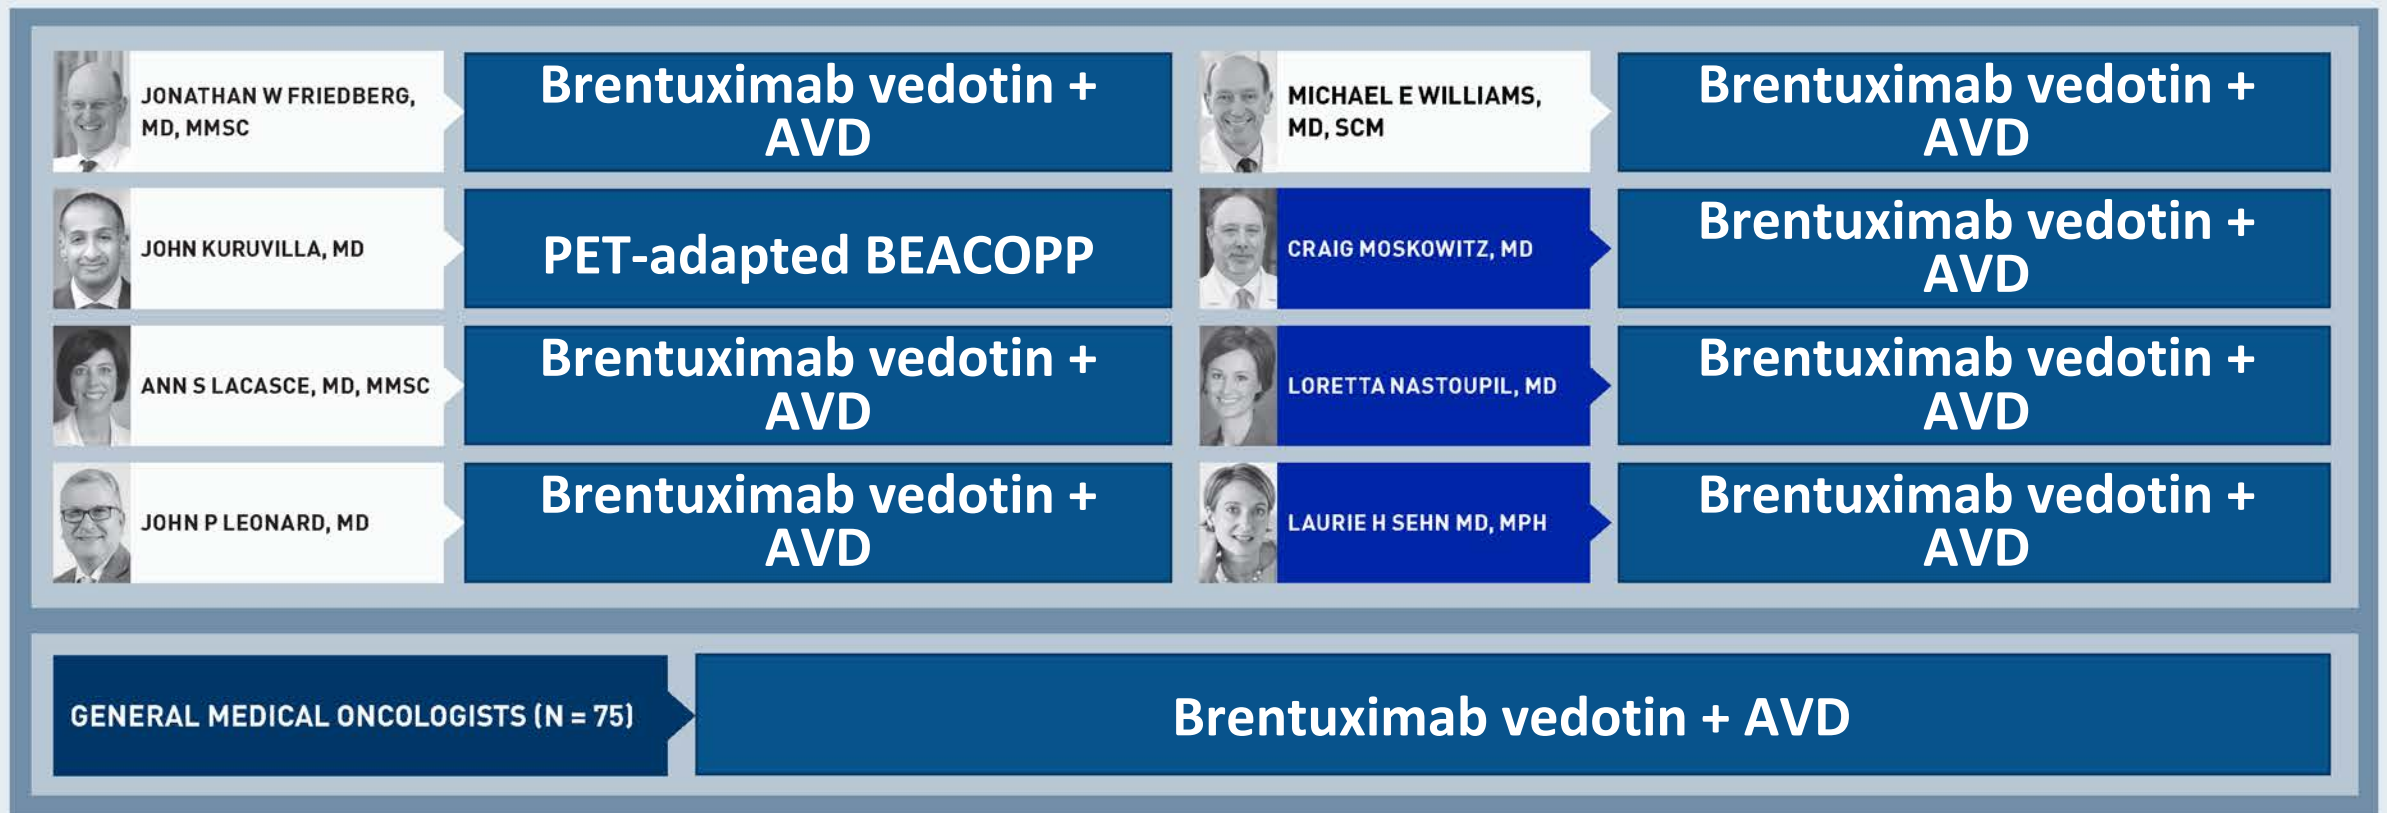 JONATHAN W FRIEDBERG,
MD, MMSC
Brentuximab vedotin +
AVD
MICHAEL E WILLIAMS,
MD, SCM
Brentuximab vedotin +
AVD
JOHN KURUVILLA, MD
PET-adapted BEACOPP
CRAIG MOSKOWITZ, MD
Brentuximab vedotin +
AVD
ANN S LACASCE, MD, MMSC
Brentuximab vedotin +
AVD
LORETTA NASTOUPIL, MD
Brentuximab vedotin +
AVD
JOHN P LEONARD, MD
Brentuximab vedotin +
AVD
LAURIE H SEHN MD, MPH
Brentuximab vedotin +
AVD
GENERAL MEDICAL ONCOLOGISTS (N = 75)
Brentuximab vedotin + AVD